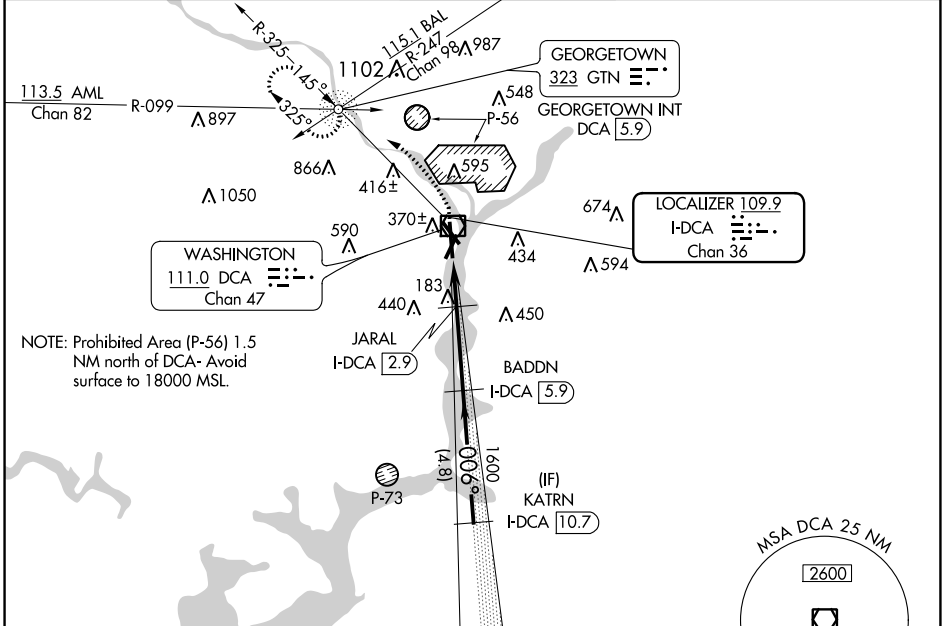 R-325
145°
325°
115.1 BAL
R-247
Chan 98
1102
987
GEORGETOWN
323 GTN
GEORGETOWN INT
DCA 5.9
113.5 AML
Chan 82
R-099
897
548
P-56
866
416±
595
1050
370±
590
674
LOCALIZER 109.9
I-DCA
Chan 36
434
594
WASHINGTON
111.0 DCA
Chan 47
183
440
450
NOTE: Prohibited Area (P-56) 1.5
NM north of DCA- Avoid
surface to 18000 MSL.
JARAL
I-DCA 2.9
BADDN
I-DCA 5.9
006°
1600
(4.8)
P-73
(IF)
KATRN
I-DCA 10.7
MSA DCA 25 NM
2600